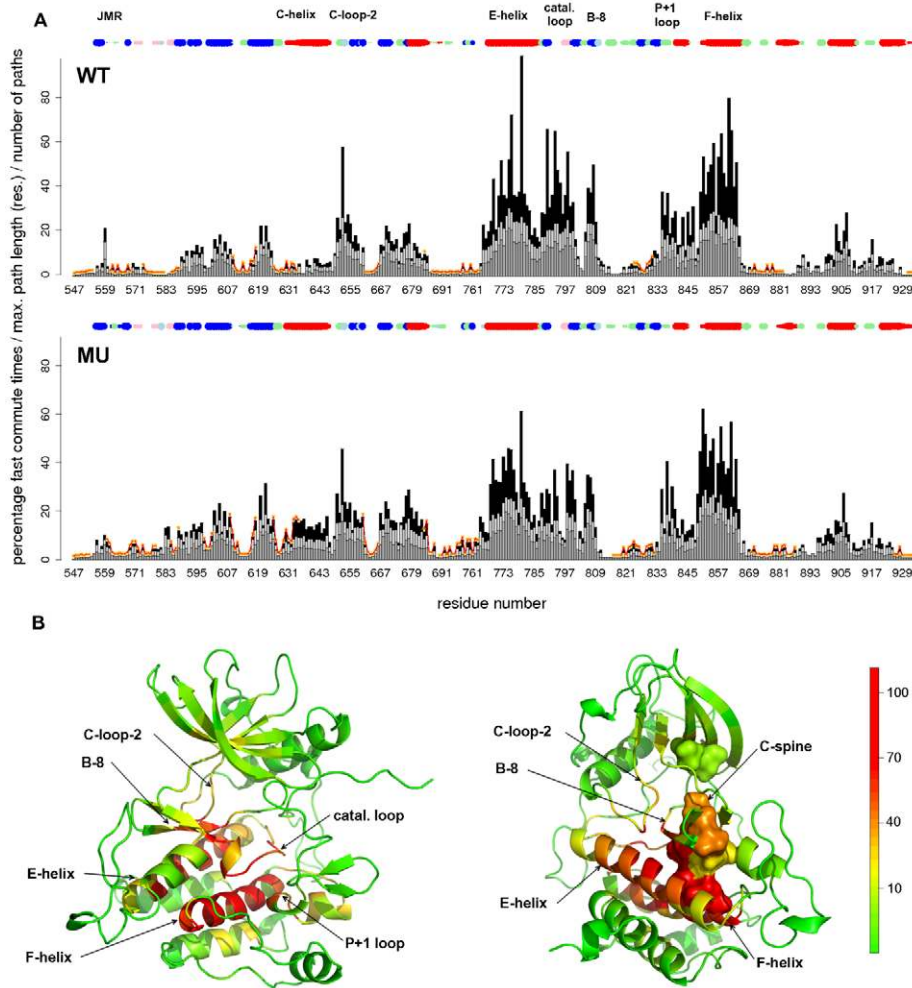 A
JMR C-helix C-loop-2 E-helix catal. loop B-8 P+1 loop F-helix
WT
80
60
40
20
0
547 559 571 583 595 607 619 631 643 655 667 679 691 703 761 773 785 797 809 821 833 845 857 869 881 893 905 917 929
percentage fast commute times / max. path length (res.) / number of paths
MU
80
60
40
20
0
547 559 571 583 595 607 619 631 643 655 667 679 691 703 761 773 785 797 809 821 833 845 857 869 881 893 905 917 929
residue number
B
C-loop-2
B-8
catal. loop
E-helix
F-helix
P+1 loop
C-loop-2
B-8
C-spine
E-helix
F-helix
100
70
40
10